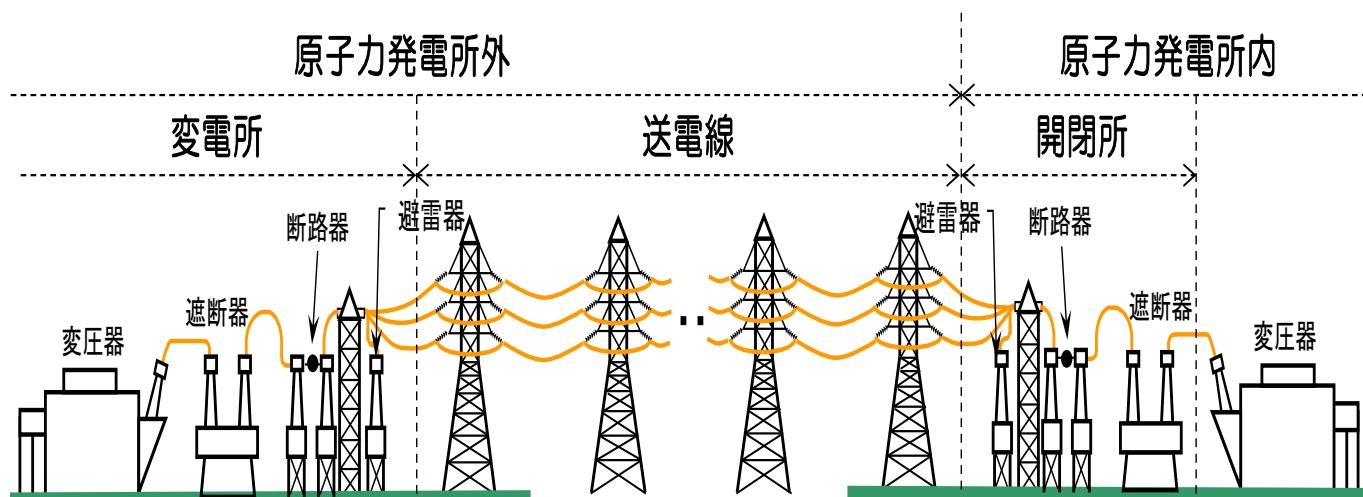 原子力発電所外
原子力発電所内
変電所
送電線
開閉所
断路器
避雷器
避雷器
断路器
遮断器
遮断器
変圧器
変圧器